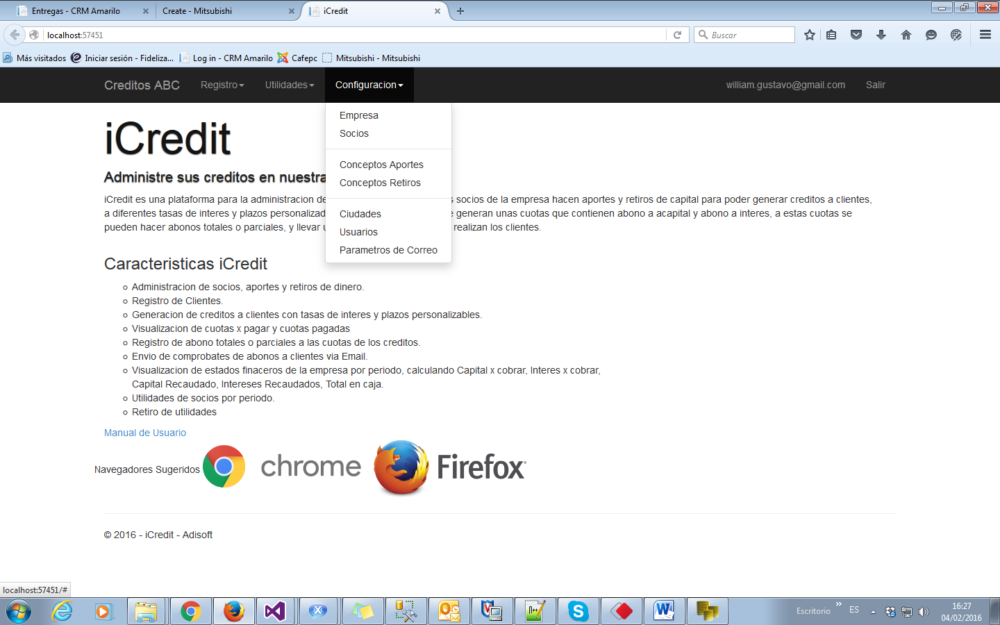 Entregas - CRM Amarilo
Create - Mitsubishi
iCredit
localhost:57451
Buscar
Más visitados
Iniciar sesión - Fideliza...
Log in - CRM Amarilo
Cafepc
Mitsubishi - Mitsubishi
Creditos ABC
Registro
Utilidades
Configuracion
william.gustavo@gmail.com
Salir
Empresa
Socios
Conceptos Aportes
Conceptos Retiros
Ciudades
Usuarios
Parametros de Correo
iCredit
Administre sus creditos en nuestra
iCredit es una plataforma para la administracion de s socios de la empresa hacen aportes y retiros de capital para poder generar creditos a clientes,
a diferentes tasas de interes y plazos personalizad e generan unas cuotas que contienen abono a acapital y abono a interes, a estas cuotas se
pueden hacer abonos totales o parciales, y llevar u realizan los clientes.
Caracteristicas iCredit
Administracion de socios, aportes y retiros de dinero.
Registro de Clientes.
Generacion de creditos a clientes con tasas de interes y plazos personalizables.
Visualizacion de cuotas x pagar y cuotas pagadas
Registro de abono totales o parciales a las cuotas de los creditos.
Envio de comprobates de abonos a clientes via Email.
Visualizacion de estados finaceros de la empresa por periodo, calculando Capital x cobrar, Interes x cobrar,
Capital Recaudado, Intereses Recaudados, Total en caja.
Utilidades de socios por periodo.
Retiro de utilidades
Manual de Usuario
Navegadores Sugeridos
chrome
Firefox
© 2016 - iCredit - Adisoft
localhost:57451/#
Escritorio
ES
16:27
04/02/2016